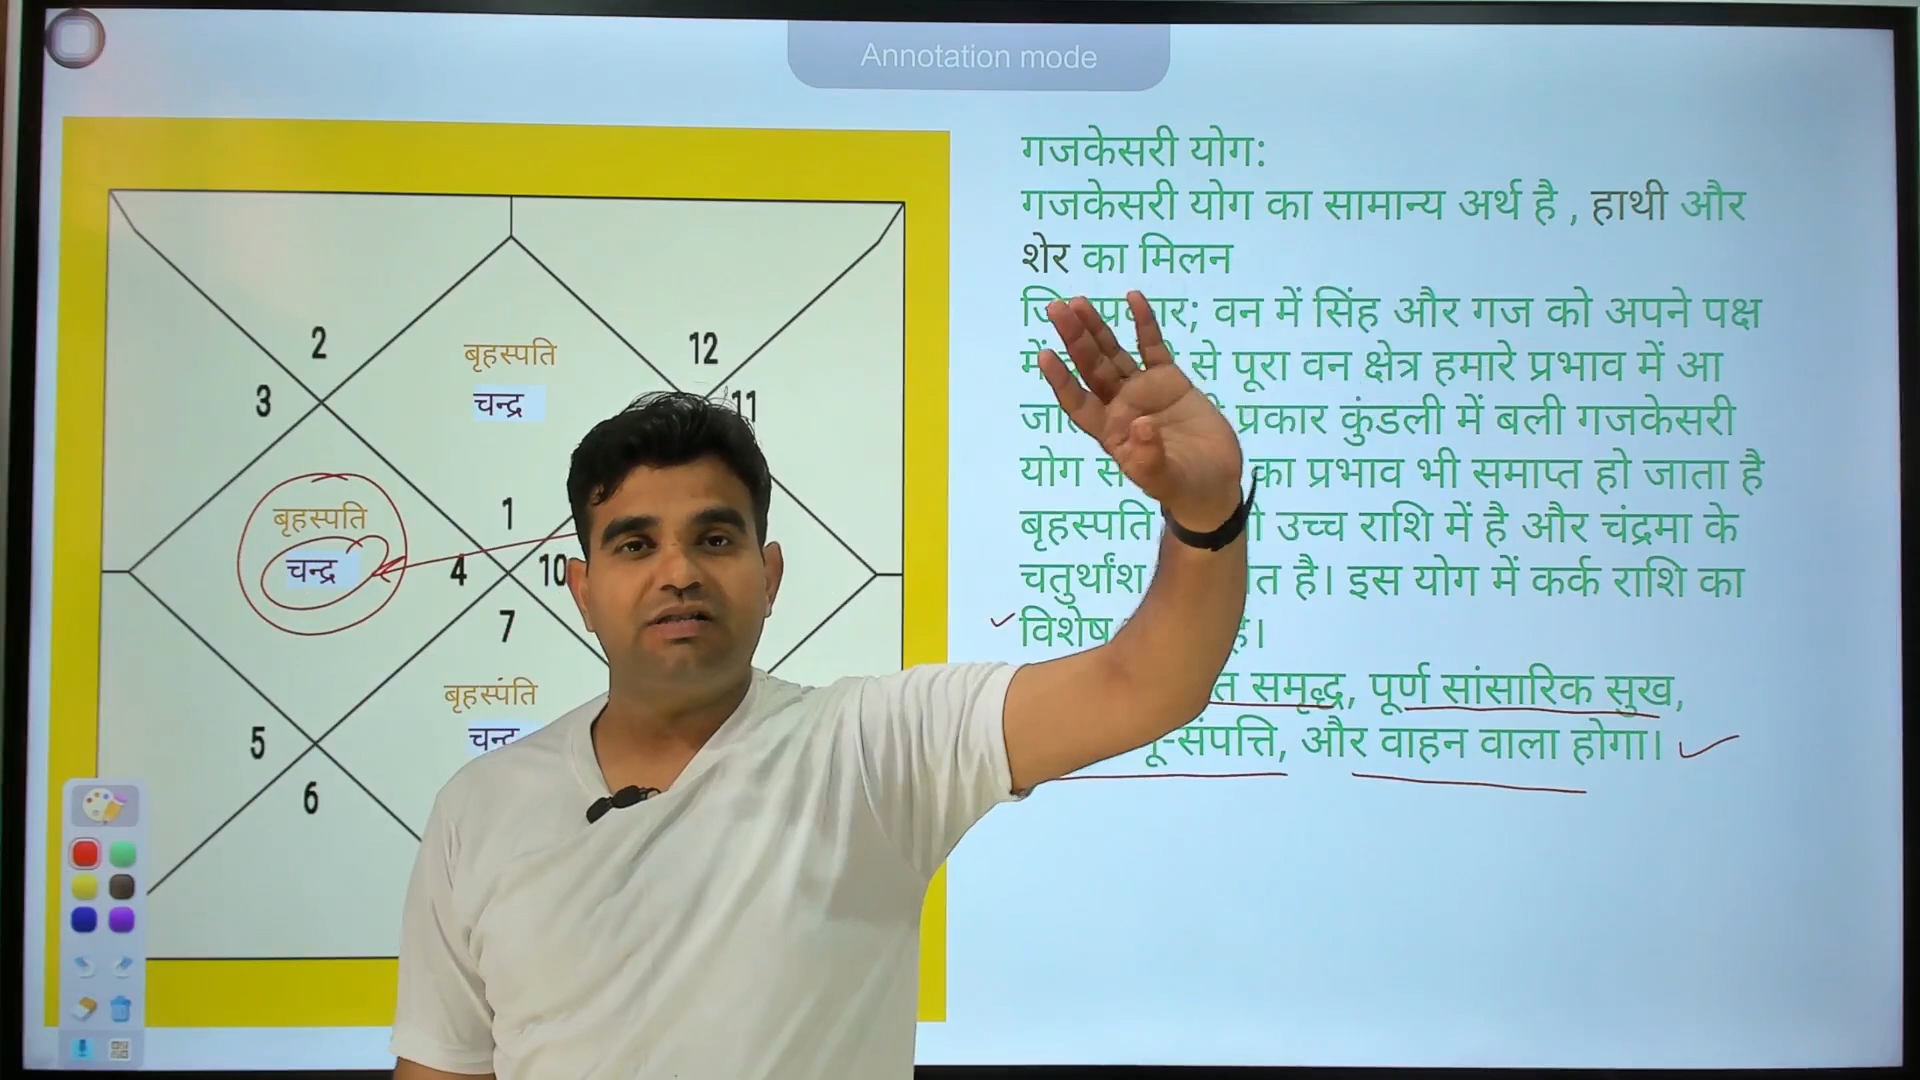 Annotation mode
गजकेसरी योग:
गजकेसरी योग का सामान्य अर्थ है , हाथी और
शेर का मिलन
वन में सिंह और गज को अपने पक्ष
में से पूरा वन क्षेत्र हमारे प्रभाव में आ
प्रकार कुंडली में बली गजकेसरी
योग का प्रभाव भी समाप्त हो जाता है
बृहस्पति उच्च राशि में है और चंद्रमा के
चतुर्थांश है। इस योग में कर्क राशि का
विशेष है।
समृद्ध, पूर्ण सांसारिक सुख,
और वाहन वाला होगा।
2
बृहस्पति
12
3
चन्द्र
11
बृहस्पति
1
चन्द्र
4
10
7
बृहस्पति
5
चन्द्र
6